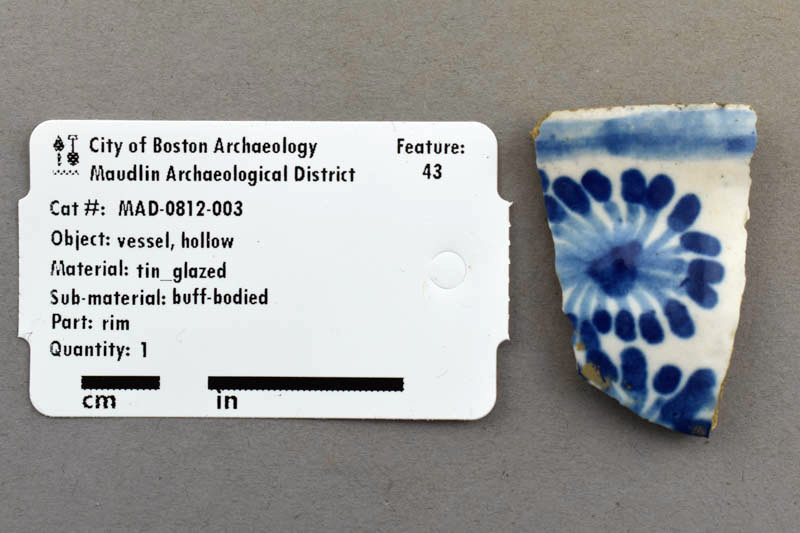 City of Boston Archaeology
Maudlin Archaeological District
Feature:
43
Cat #: MAD-0812-003
Object: vessel, hollow
Material: tin_glazed
Sub-material: buff-bodied
Part: rim
Quantity: 1
cm in